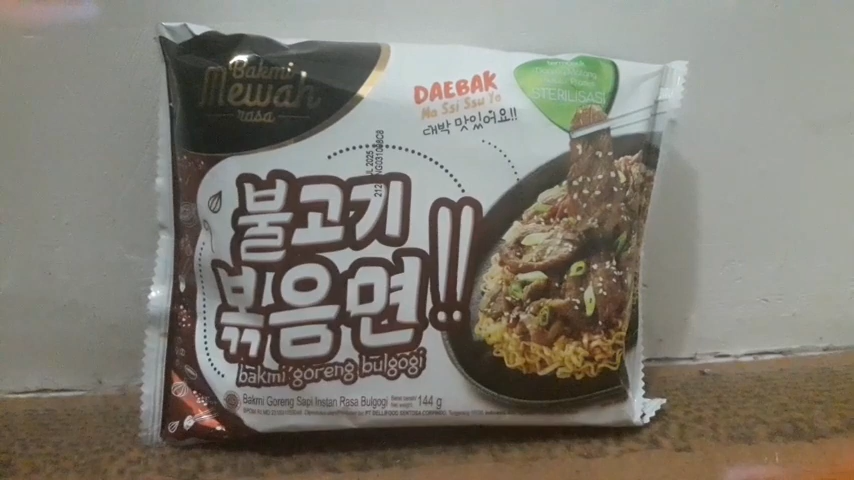 Bakmi
Mewah
rasa
DAEBAK
Ma Ssi Ssu Yo
대박 맛있어요!!
STERILISASI
불고기
볶음면!!
bakmi goreng bulgogi
Bakmi Goreng Sapi Instan Rasa Bulgogi
144 g